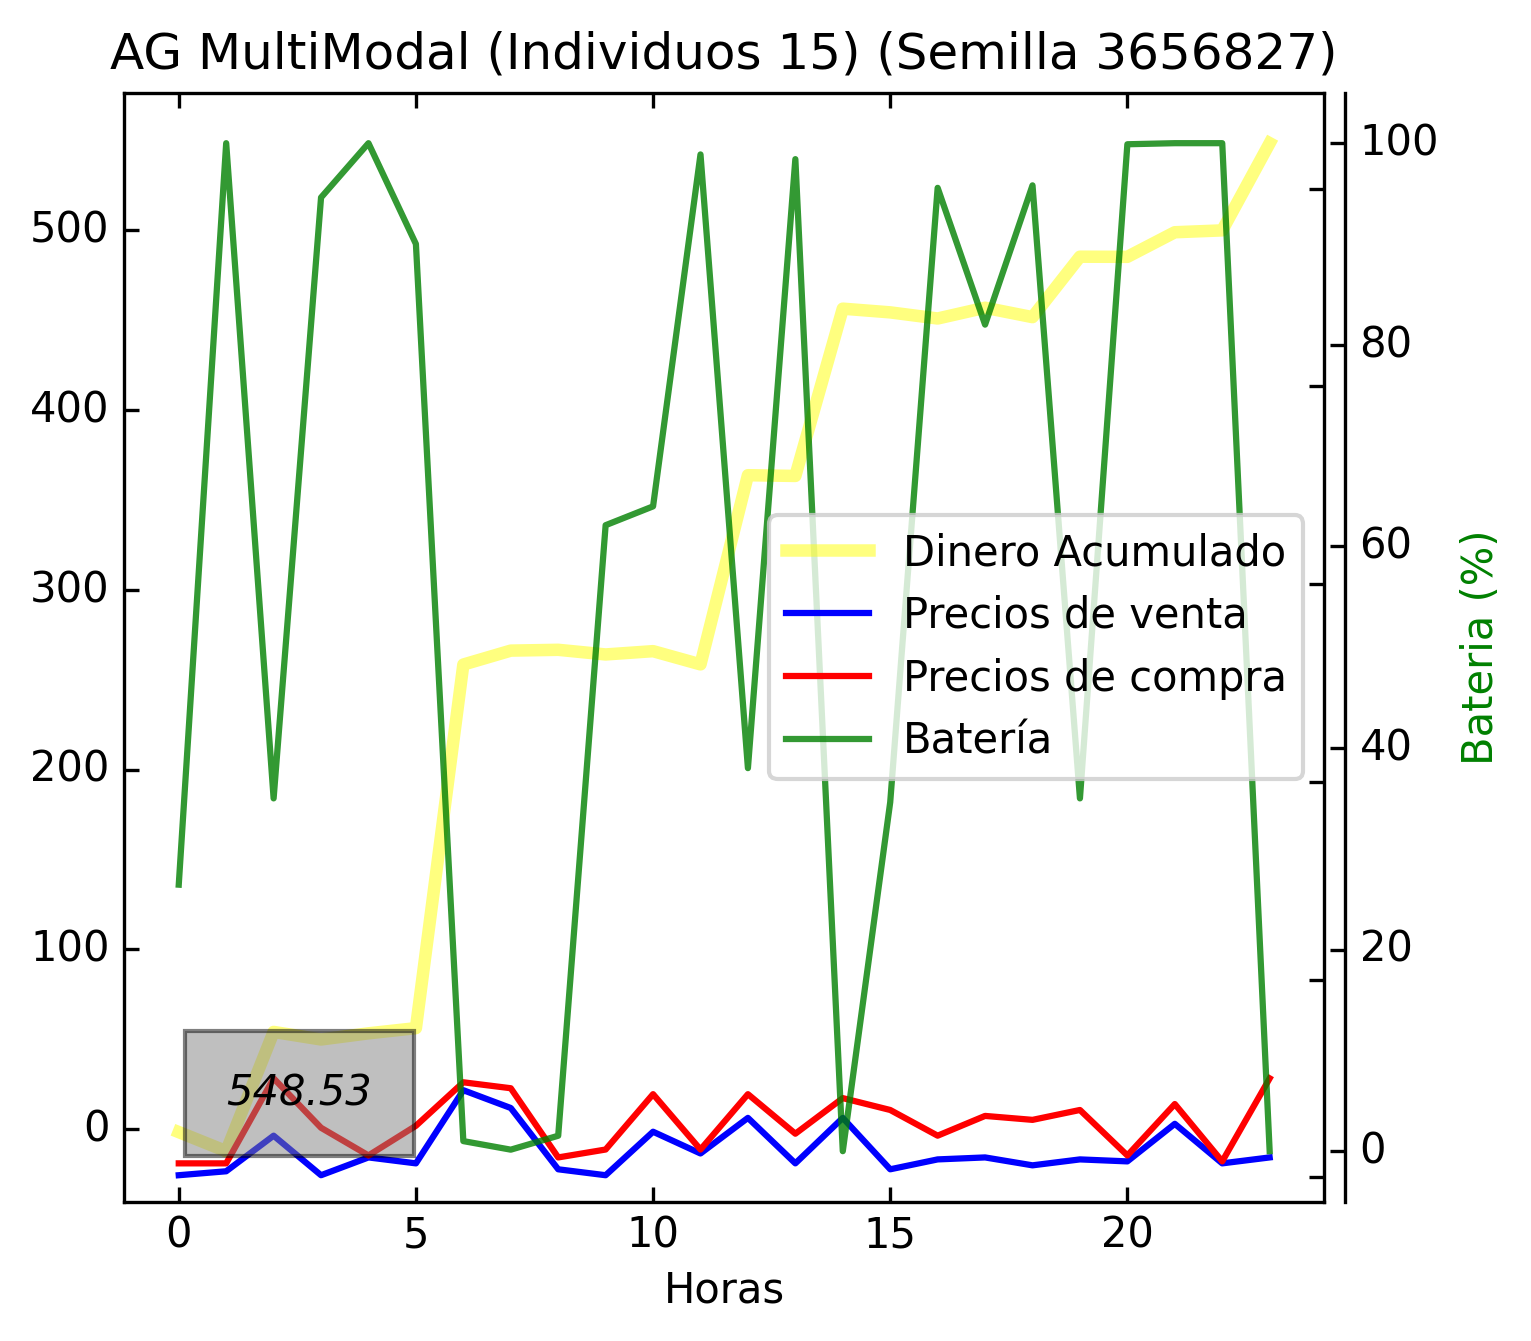 AG MultiModal (Individuos 15) (Semilla 3656827)
500
400
300
200
100
0
100
80
60
40
20
0
Bateria (%)
Dinero Acumulado
Precios de venta
Precios de compra
Batería
548.53
0 5 10 15 20
Horas